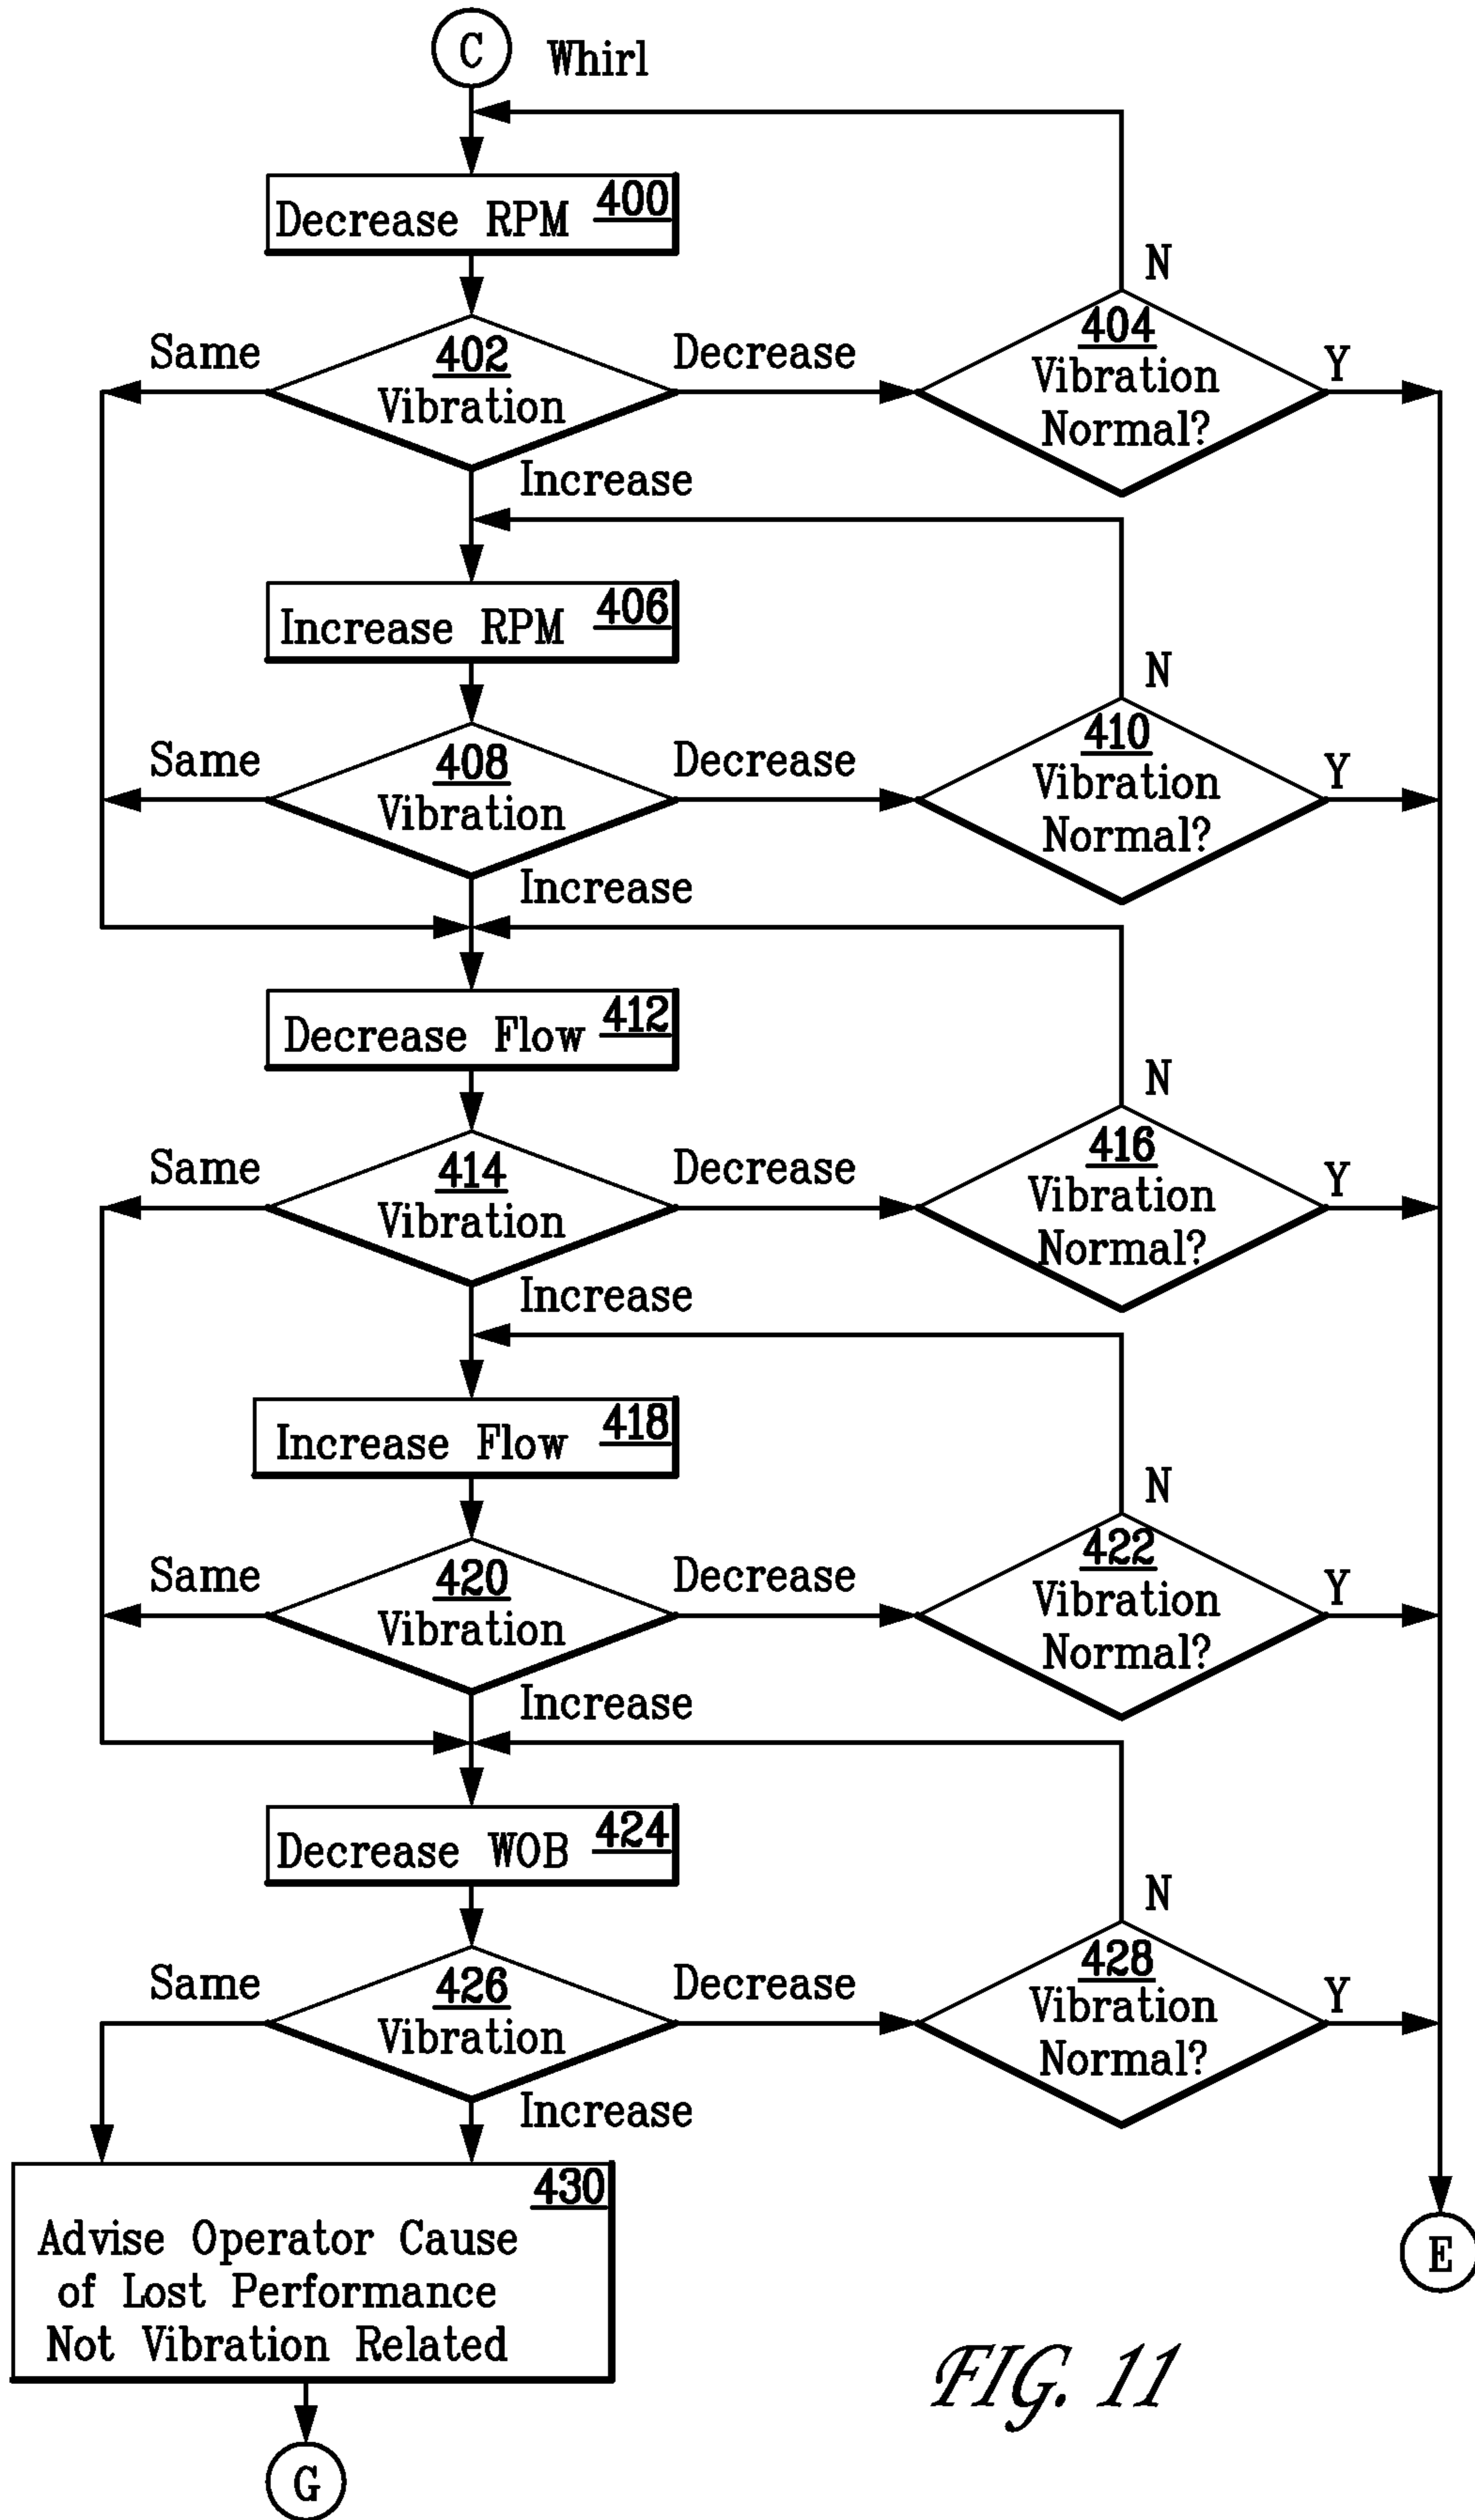 C Whirl
Decrease RPM 400
N
Same
402
Vibration
Decrease
404
Vibration
Normal?
Y
Increase
Increase RPM 406
N
Same
408
Vibration
Decrease
410
Vibration
Normal?
Y
Increase
Decrease Flow 412
N
Same
414
Vibration
Decrease
416
Vibration
Normal?
Y
Increase
Increase Flow 418
N
Same
420
Vibration
Decrease
422
Vibration
Normal?
Y
Increase
Decrease WOB 424
N
Same
426
Vibration
Decrease
428
Vibration
Normal?
Y
Increase
430
Advise Operator Cause
of Lost Performance
Not Vibration Related
E
G
FIG. 11